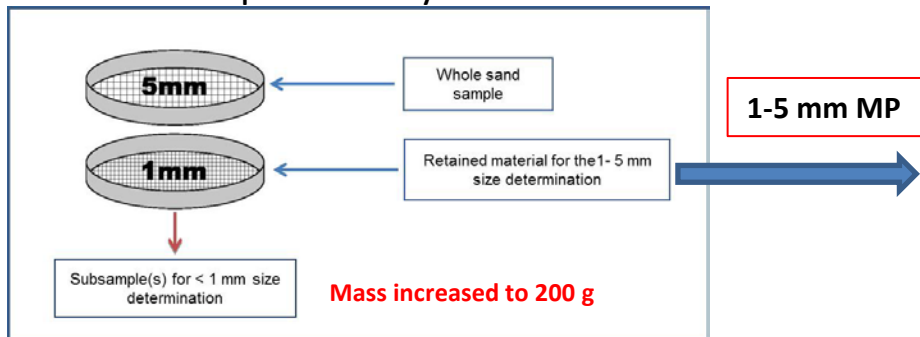 5mm
Whole sand
sample
1-5 mm MP
1mm
Retained material for the1- 5 mm
size determination
Subsample(s) for < 1 mm size
determination
Mass increased to 200 g